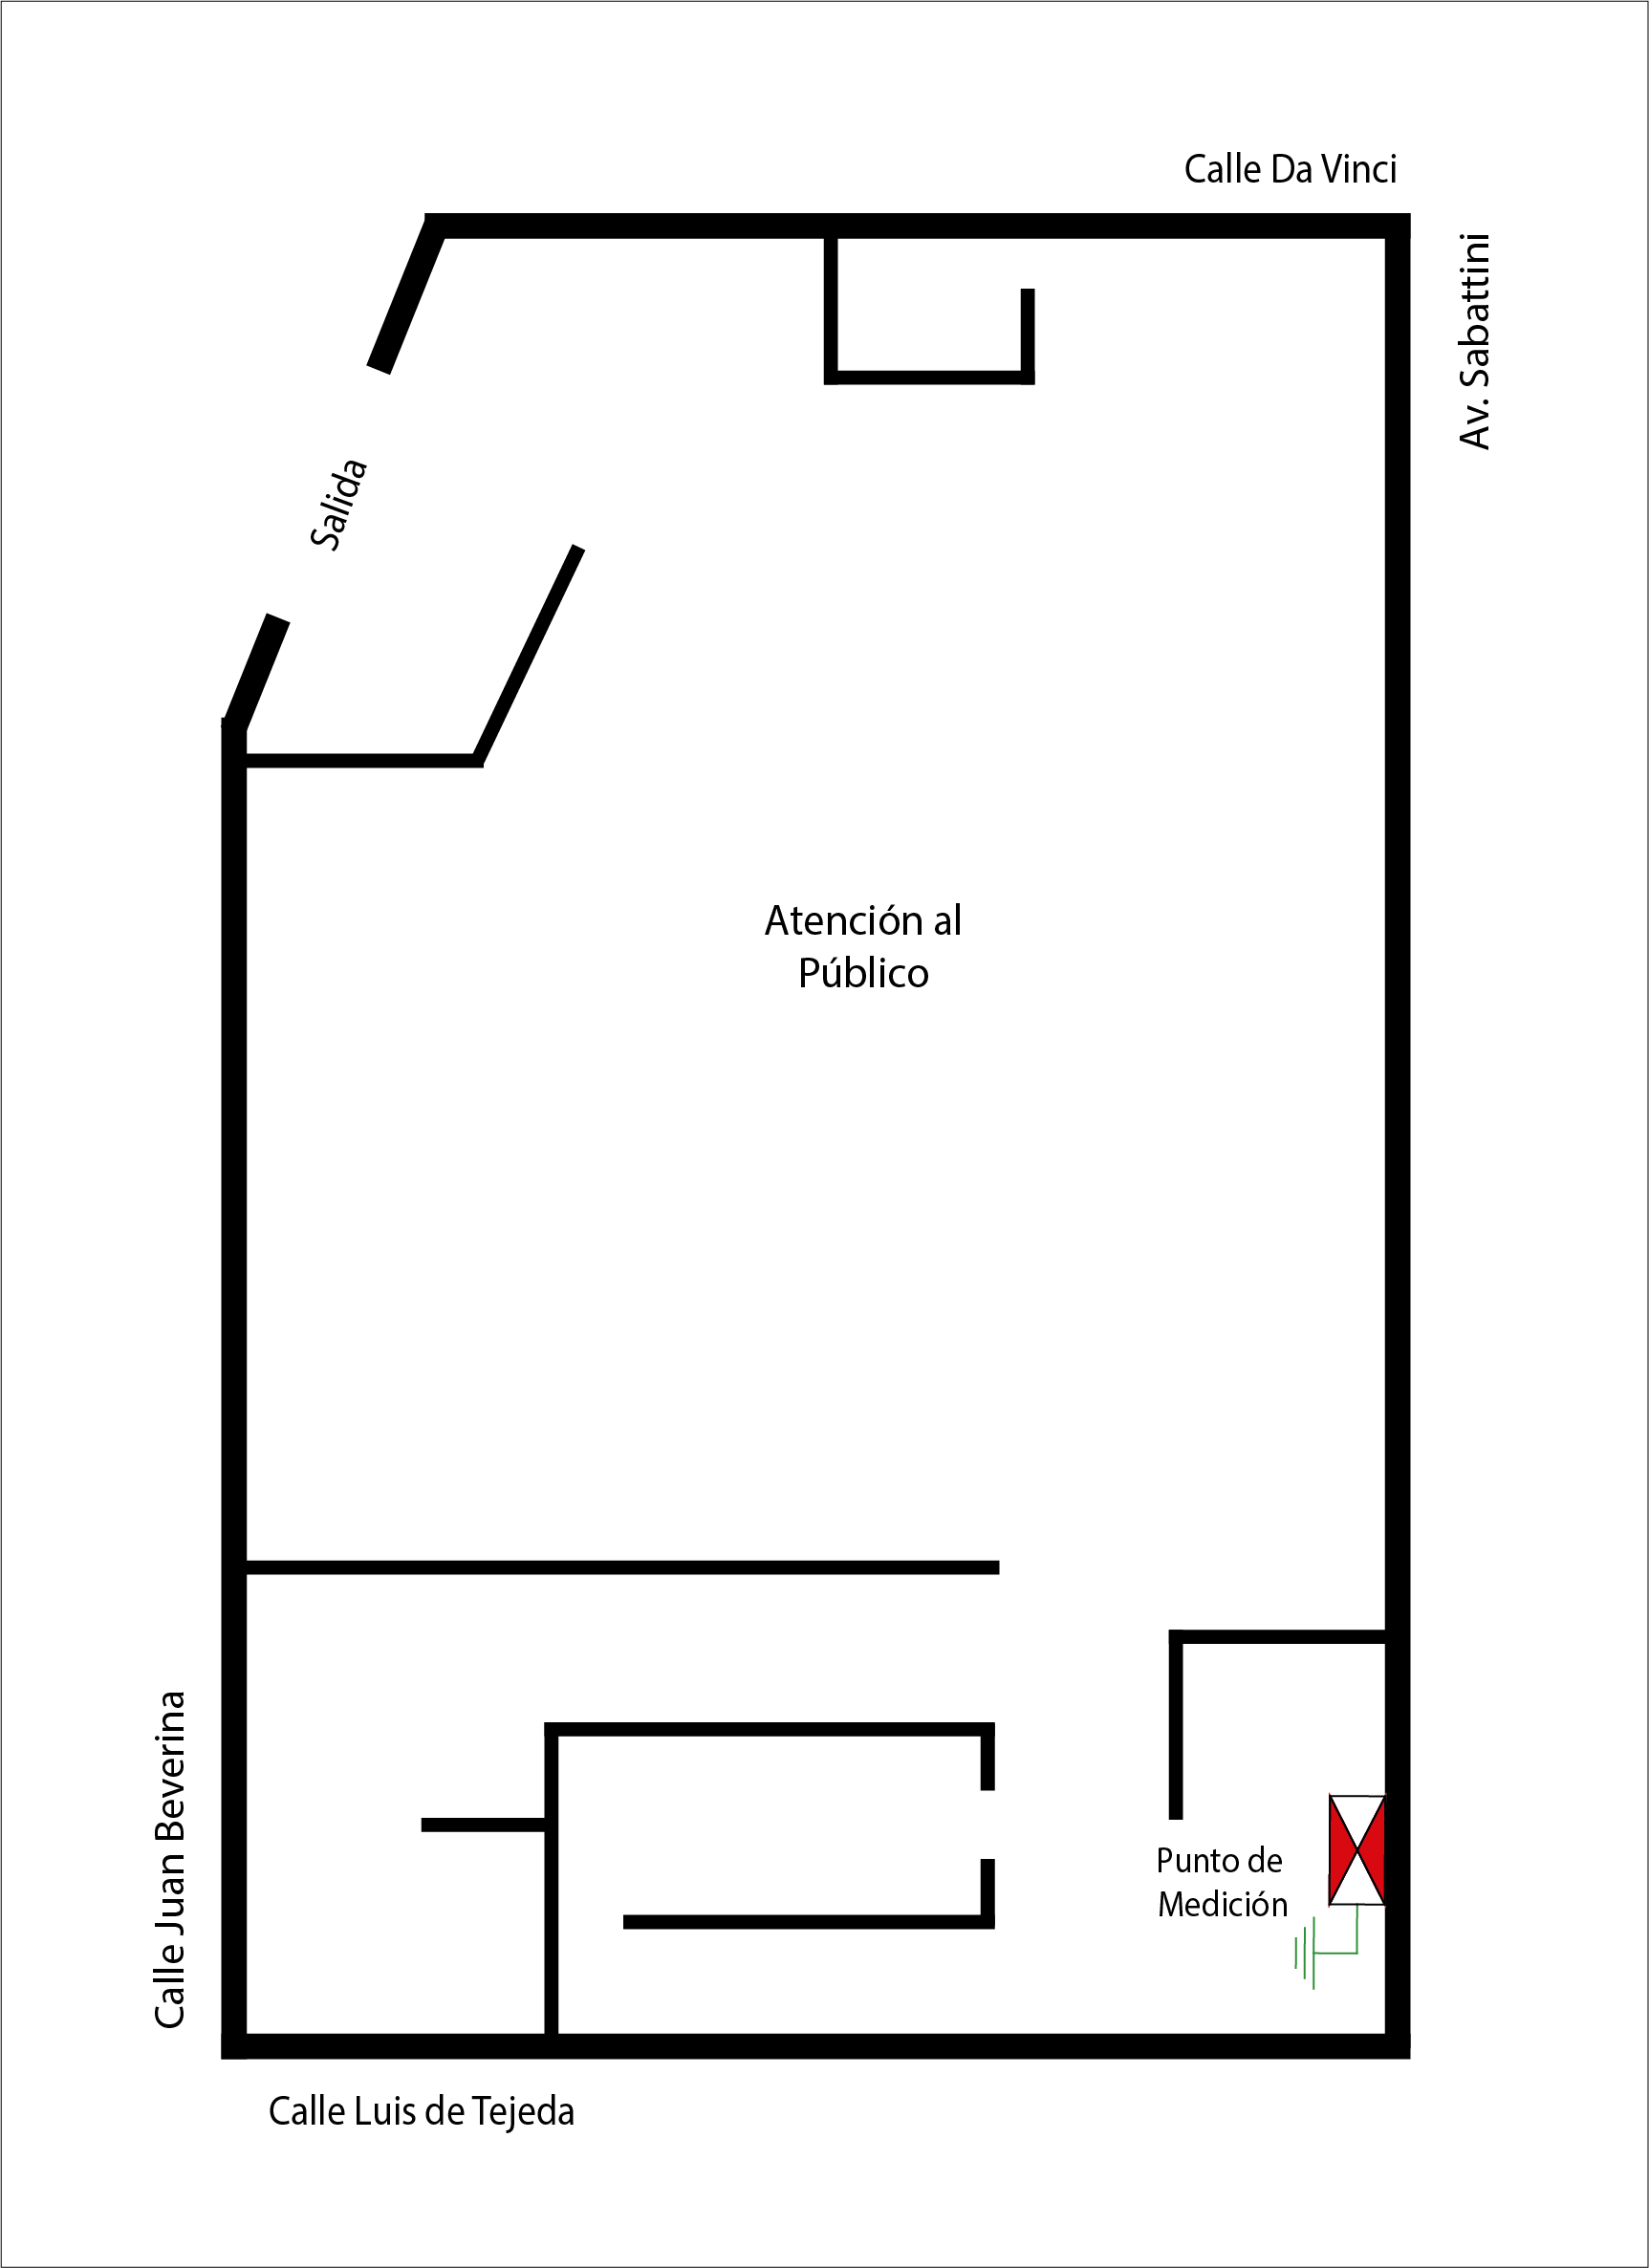 Calle Da Vinci
Av. Sabattini
Salida
Atención al
Público
Calle Juan Beverina
Punto de
Medición
Calle Luis de Tejeda